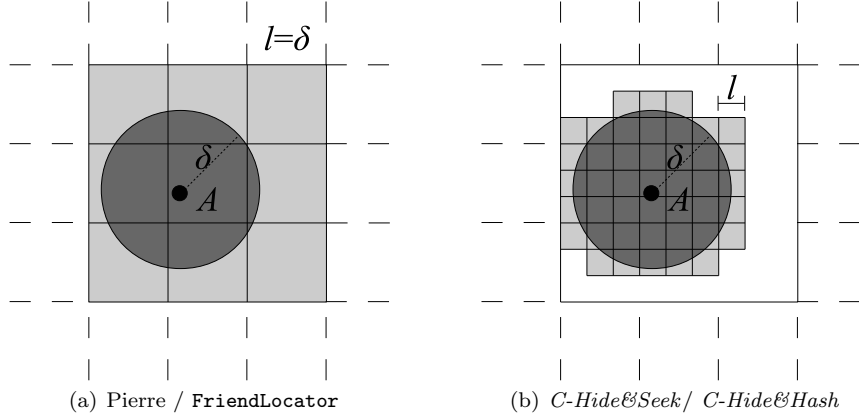 l=δ
δ
A
(a) Pierre / FriendLocator
l
δ
A
(b) C-Hide&Seek/ C-Hide&Hash